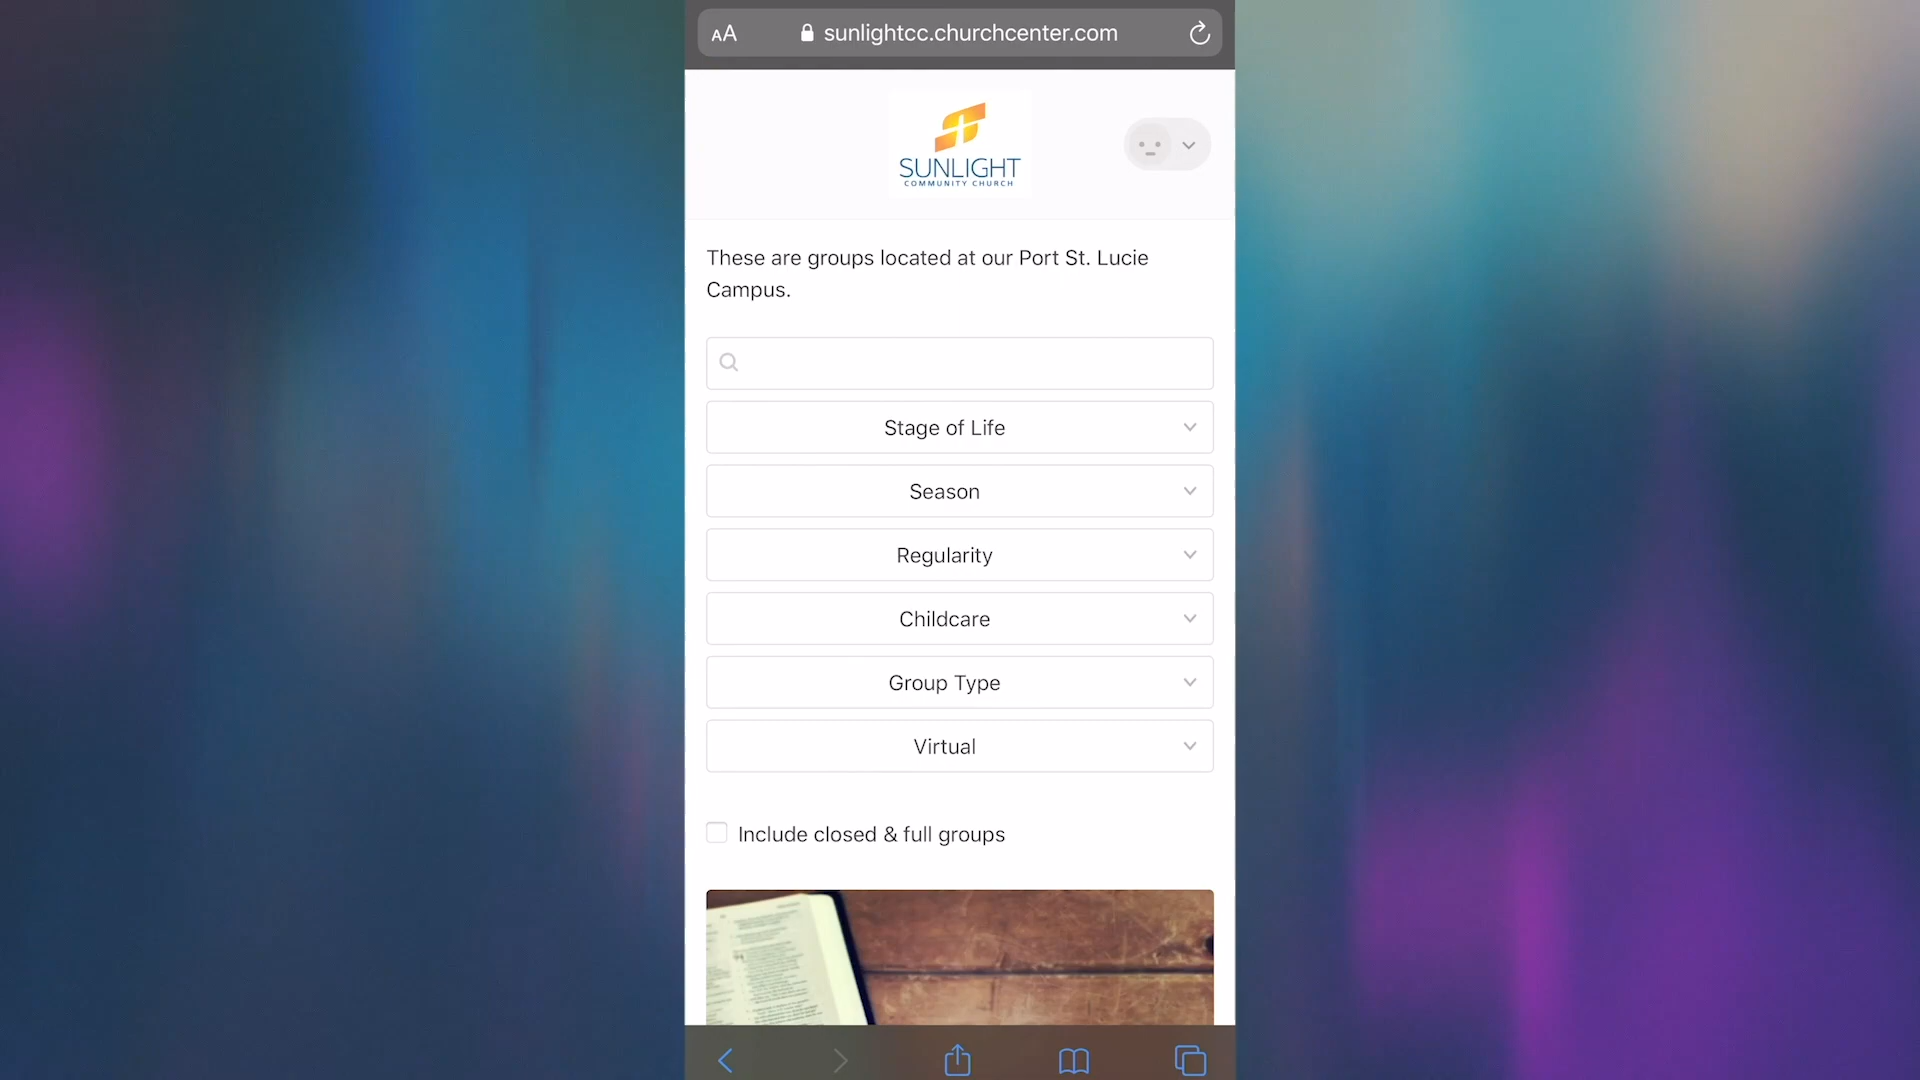 AA
sunlightcc.churchcenter.com
SUNLIGHT
COMMUNITY CHURCH
These are groups located at our Port St. Lucie
Campus.
Stage of Life
Season
Regularity
Childcare
Group Type
Virtual
Include closed & full groups